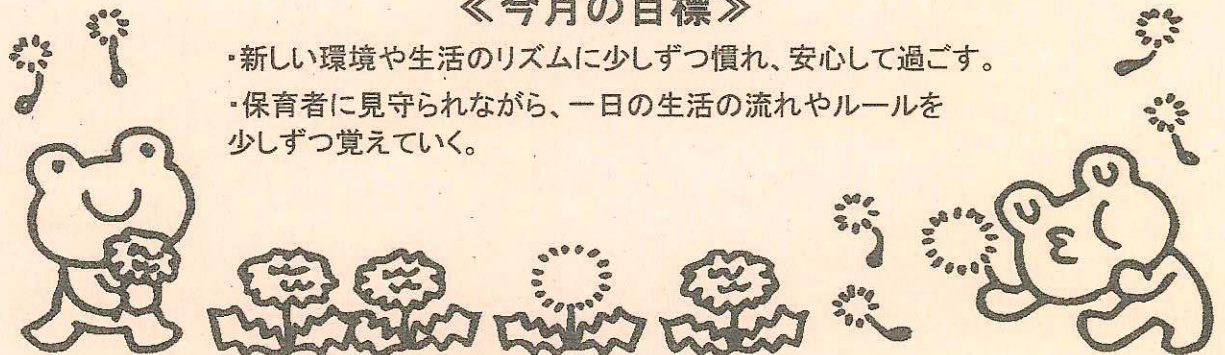 ≪今月の目標≫
・新しい環境や生活のリズムに少しずつ慣れ、安心して過ごす。
・保育者に見守られながら、一日の生活の流れやルールを
少しずつ覚えていく。